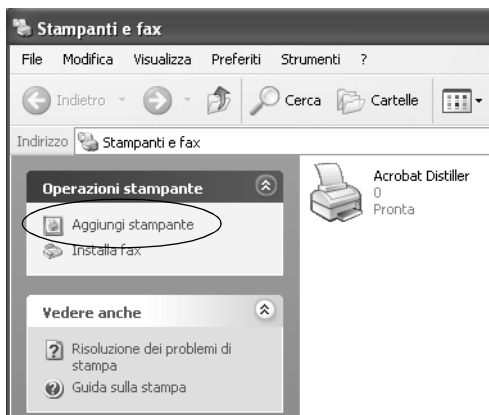 Stampanti e fax
File Modifica Visualizza Preferiti Strumenti ?
Indietro Cerca Cartelle
Indirizzo Stampanti e fax
Operazioni stampante
Aggiungi stampante
Installa fax
Vedere anche
Risoluzione dei problemi di
stampa
Guida sulla stampa
Acrobat Distiller
0
Pronta